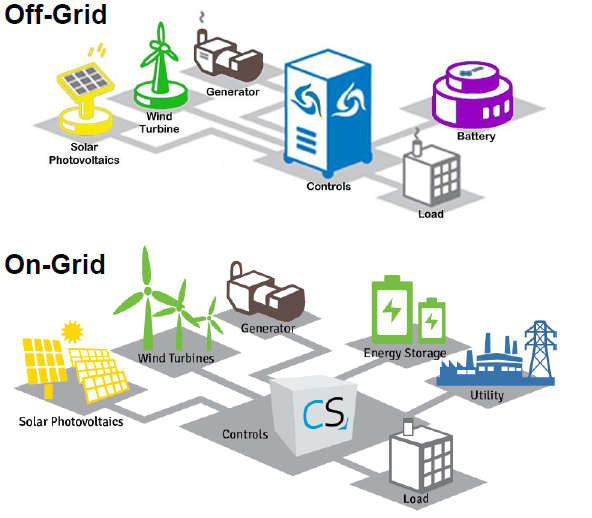 Off-Grid
Generator
Wind
Turbine
Solar
Photovoltaics
Battery
Controls
Load
On-Grid
Generator
Wind Turbines
Energy Storage
Utility
Solar Photovoltaics
CS
Controls
Load